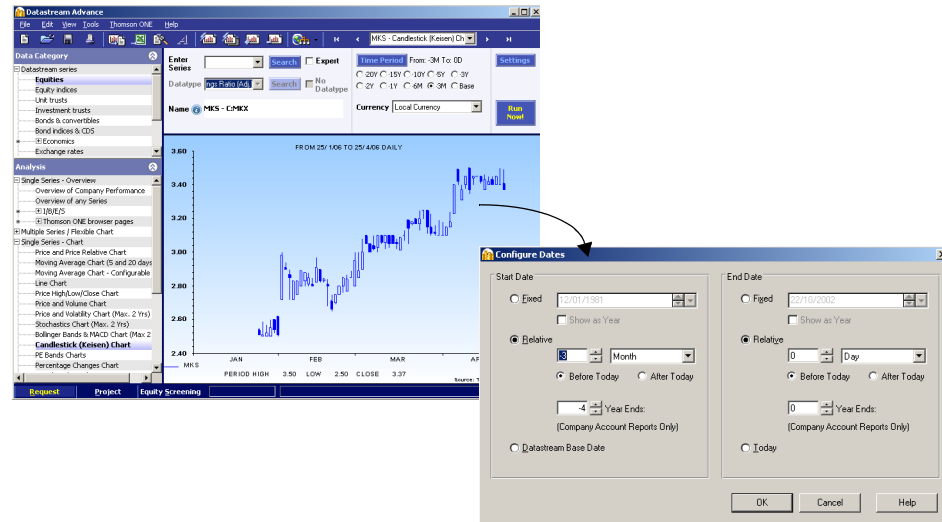 Datastream Advance
File Edit View Tools Thomson ONE Help
MKS - Candlestick (Keisen) Ch
Data Category
Datastream series
Equities
Equity indices
Unit trusts
Investment trusts
Bonds & convertibles
Bond indices & CDS
Economics
Exchange rates
Enter Series
Search
Expert
Datatype
ngs Ratio (Adj
Search
No Datatype
Name MKS - C:MKX
Time Period From: -3M To: 0D
-20Y -15Y -10Y -5Y -3Y
-2Y -1Y -6M -3M Base
Currency Local Currency
Settings
Run Now!
Analysis
Single Series - Overview
Overview of Company Performance
Overview of any Series
I/B/E/S
Thomson ONE browser pages
Multiple Series / Flexible Chart
Single Series - Chart
Price and Price Relative Chart
Moving Average Chart (5 and 20 days
Moving Average Chart - Configurable
Line Chart
Price High/Low/Close Chart
Price and Volume Chart
Price and Volatility Chart (Max. 2 Yrs)
Stochastics Chart (Max. 2 Yrs)
Bollinger Bands & MACD Chart (Max 2
Candlestick (Keisen) Chart
PE Bands Charts
Percentage Changes Chart
FROM 25/1/06 TO 25/4/06 DAILY
3.60
3.40
3.20
3.00
2.80
2.60
2.40
JAN FEB MAR AP
MKS
PERIOD HIGH 3.50 LOW 2.50 CLOSE 3.37
Source: T
Request Project Equity Screening
Configure Dates
Start Date
Fixed 12/01/1981
Show as Year
Relative
-3 Month
Before Today After Today
-4 Year Ends:
(Company Account Reports Only)
Datastream Base Date
End Date
Fixed 22/10/2002
Show as Year
Relative
0 Day
Before Today After Today
0 Year Ends:
(Company Account Reports Only)
Today
OK Cancel Help